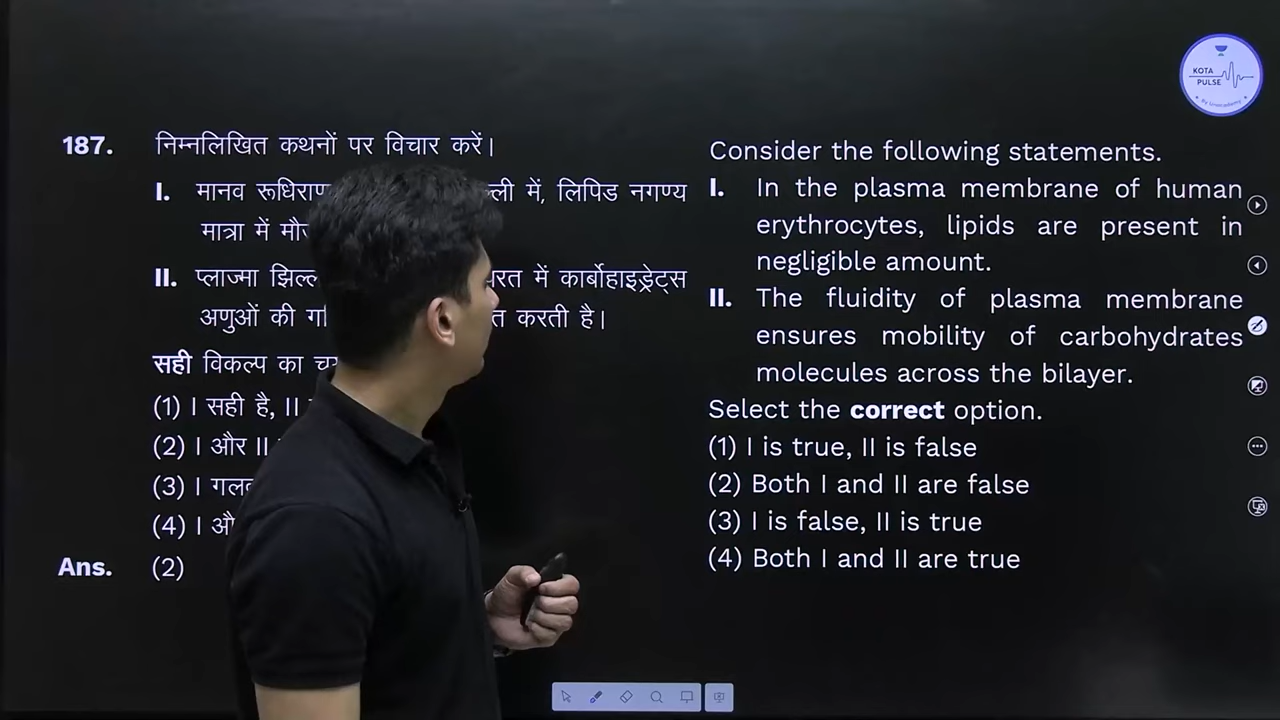 KOTA
PULSE
By Unacademy
187. निम्नलिखित कथनों पर विचार करें।
I. मानव में, लिपिड नगण्य
मात्रा में
II. प्लाज्मा में कार्बोहाइड्रेट्स
अणुओं की करती है।
सही विकल्प का
(1) I सही है, II
(2) I और II
(3) I
(4) I
Ans. (2)
Consider the following statements.
I. In the plasma membrane of human
erythrocytes, lipids are present in
negligible amount.
II. The fluidity of plasma membrane
ensures mobility of carbohydrates
molecules across the bilayer.
Select the correct option.
(1) I is true, II is false
(2) Both I and II are false
(3) I is false, II is true
(4) Both I and II are true